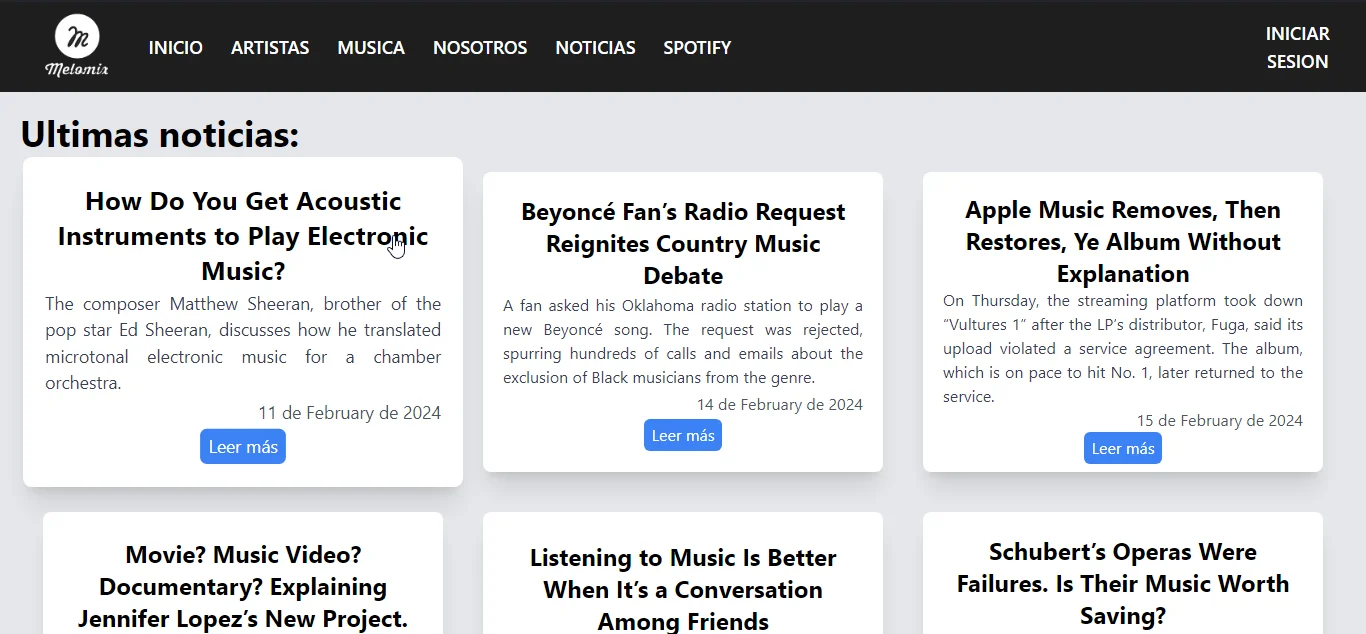 m
Melomix
INICIO ARTISTAS MUSICA NOSOTROS NOTICIAS SPOTIFY
INICIAR
SESION
Ultimas noticias:
How Do You Get Acoustic
Instruments to Play Electronic
Music?
The composer Matthew Sheeran, brother of the
pop star Ed Sheeran, discusses how he translated
microtonal electronic music for a chamber
orchestra.
11 de February de 2024
Leer más
Beyoncé Fan’s Radio Request
Reignites Country Music
Debate
A fan asked his Oklahoma radio station to play a
new Beyoncé song. The request was rejected,
spurring hundreds of calls and emails about the
exclusion of Black musicians from the genre.
14 de February de 2024
Leer más
Apple Music Removes, Then
Restores, Ye Album Without
Explanation
On Thursday, the streaming platform took down
“Vultures 1” after the LP’s distributor, Fuga, said its
upload violated a service agreement. The album,
which is on pace to hit No. 1, later returned to the
service.
15 de February de 2024
Leer más
Movie? Music Video?
Documentary? Explaining
Jennifer Lopez’s New Project.
Listening to Music Is Better
When It’s a Conversation
Among Friends
Schubert’s Operas Were
Failures. Is Their Music Worth
Saving?